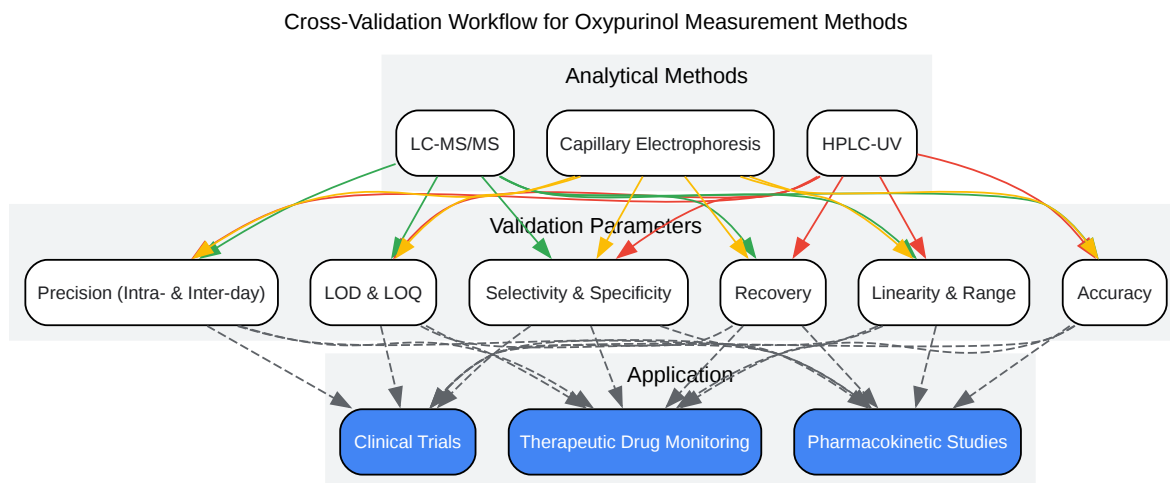 Cross-Validation Workflow for Oxypurinol Measurement Methods
Analytical Methods
LC-MS/MS
Capillary Electrophoresis
HPLC-UV
Validation Parameters
Precision (Intra- & Inter-day)
LOD & LOQ
Selectivity & Specificity
Recovery
Linearity & Range
Accuracy
Application
Clinical Trials
Therapeutic Drug Monitoring
Pharmacokinetic Studies